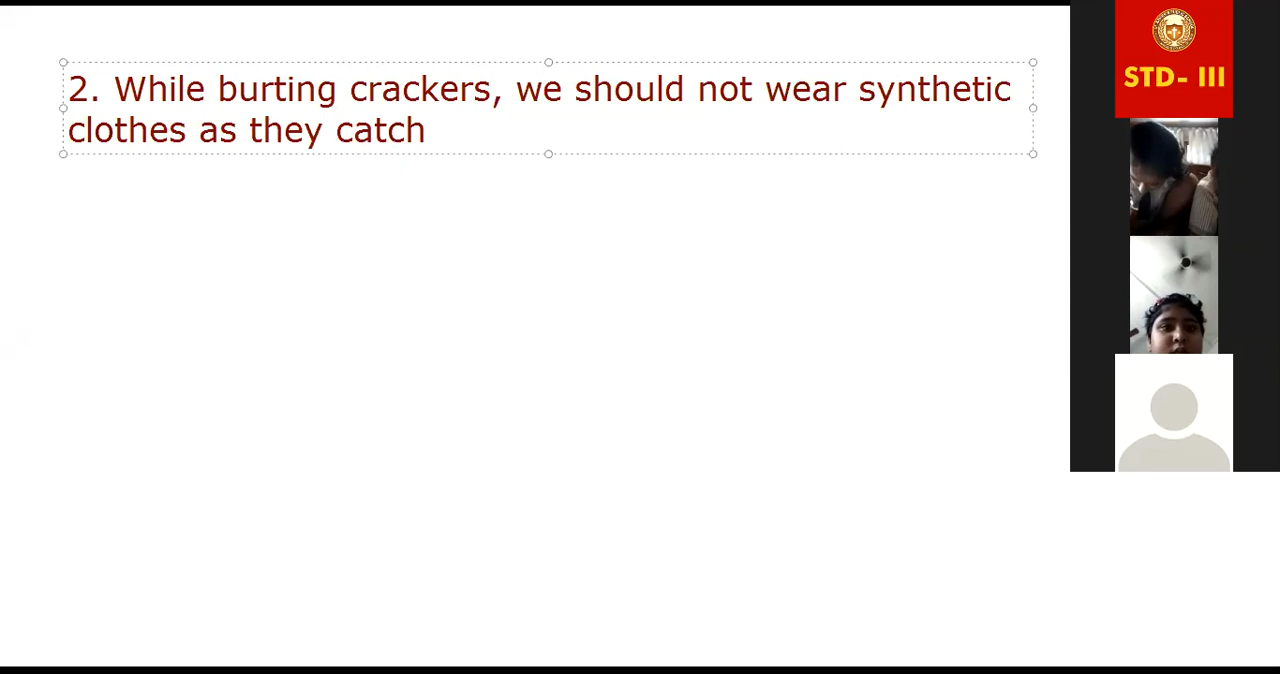 2. While burting crackers, we should not wear synthetic
clothes as they catch
STD- III